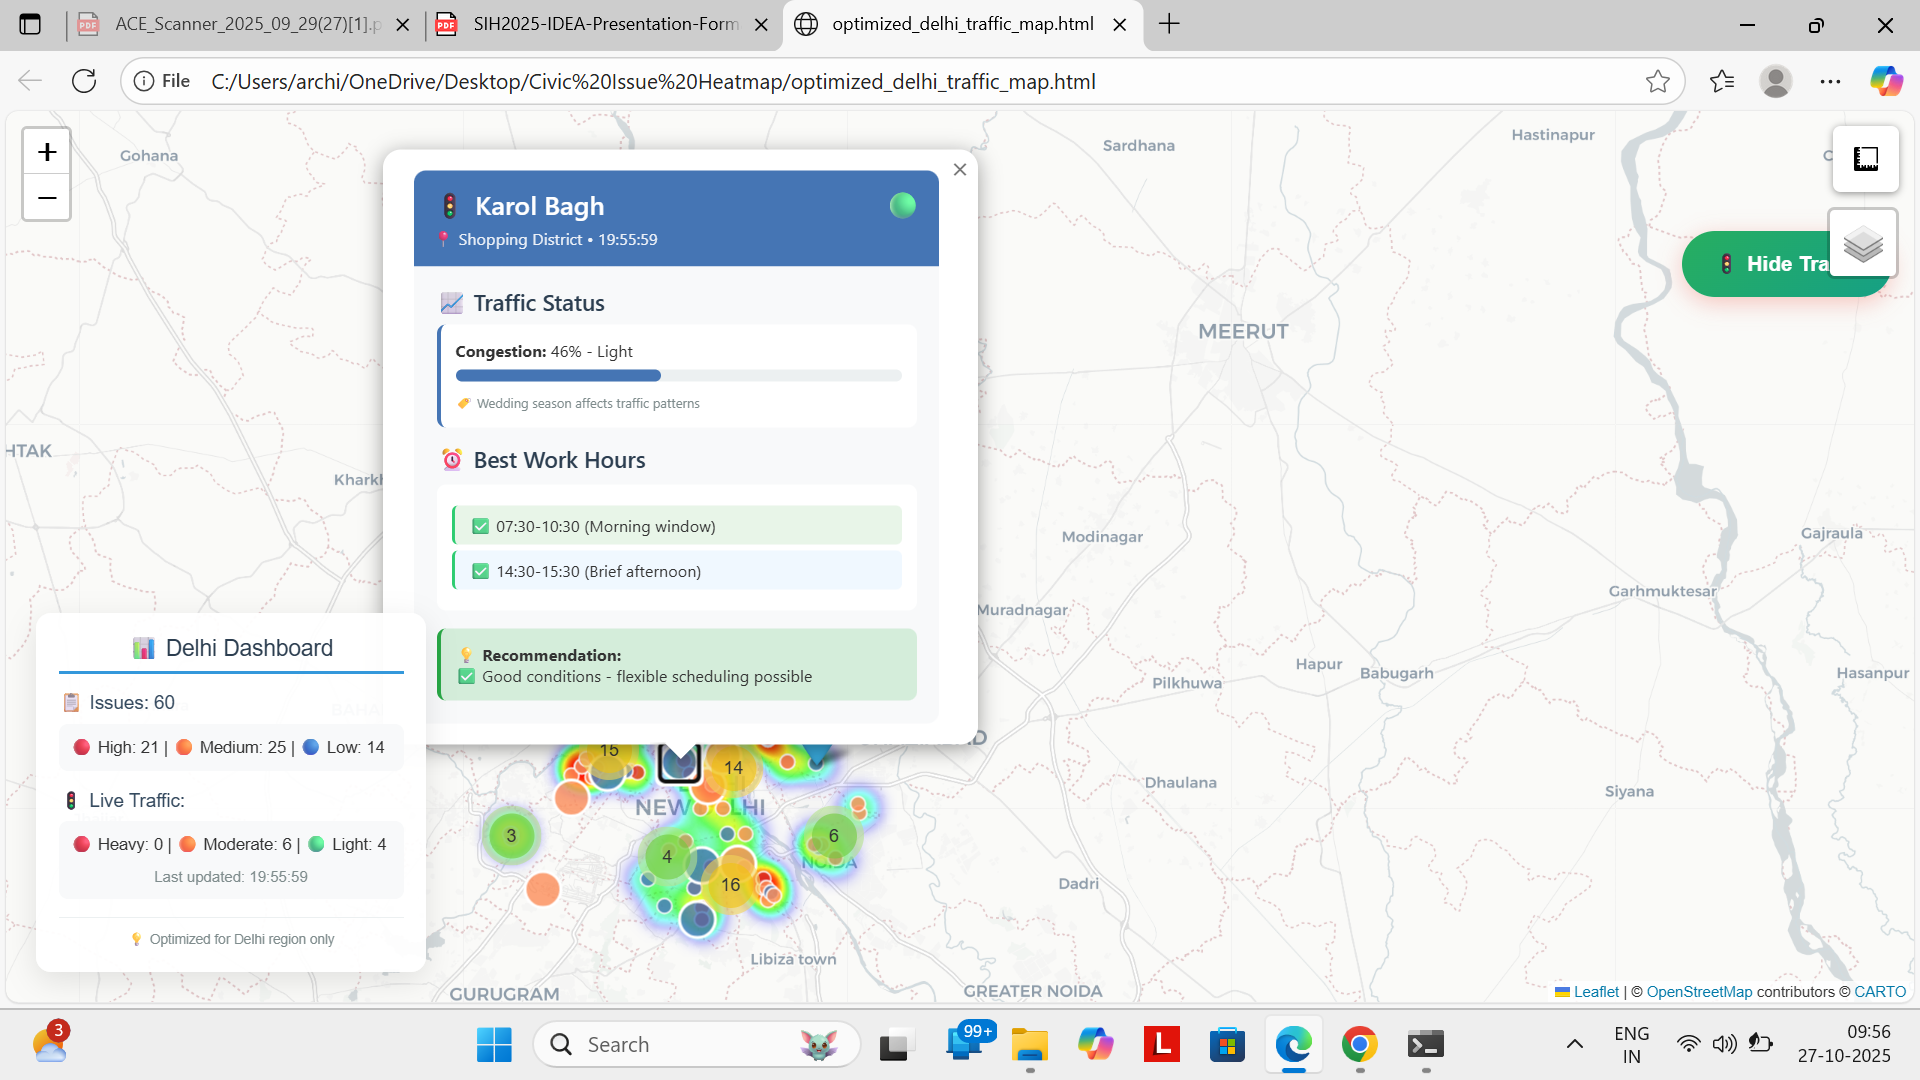 ACE_Scanner_2025_09_29(27)[1].p
SIH2025-IDEA-Presentation-Form
optimized_delhi_traffic_map.html
File
C:/Users/archi/OneDrive/Desktop/Civic%20Issue%20Heatmap/optimized_delhi_traffic_map.html
+
−
Gohana
Sardhana
Hastinapur
Karol Bagh
Shopping District • 19:55:59
Hide Tra
Traffic Status
MEERUT
Congestion: 46% - Light
Wedding season affects traffic patterns
HTAK
Best Work Hours
Kharkh
07:30-10:30 (Morning window)
Modinagar
Gajraula
14:30-15:30 (Brief afternoon)
Garhmuktesar
Muradnagar
Delhi Dashboard
Recommendation:
Good conditions - flexible scheduling possible
Hapur
Babugarh
Hasanpur
Pilkhuwa
Issues: 60
High: 21 | Medium: 25 | Low: 14
15
14
Dhaulana
Siyana
Live Traffic:
NEW DELHI
3
6
Heavy: 0 | Moderate: 6 | Light: 4
4
NOIDA
Last updated: 19:55:59
16
Dadri
Optimized for Delhi region only
Libiza town
GURUGRAM
GREATER NOIDA
Leaflet | © OpenStreetMap contributors © CARTO
3
Search
99+
L
ENG
IN
09:56
27-10-2025